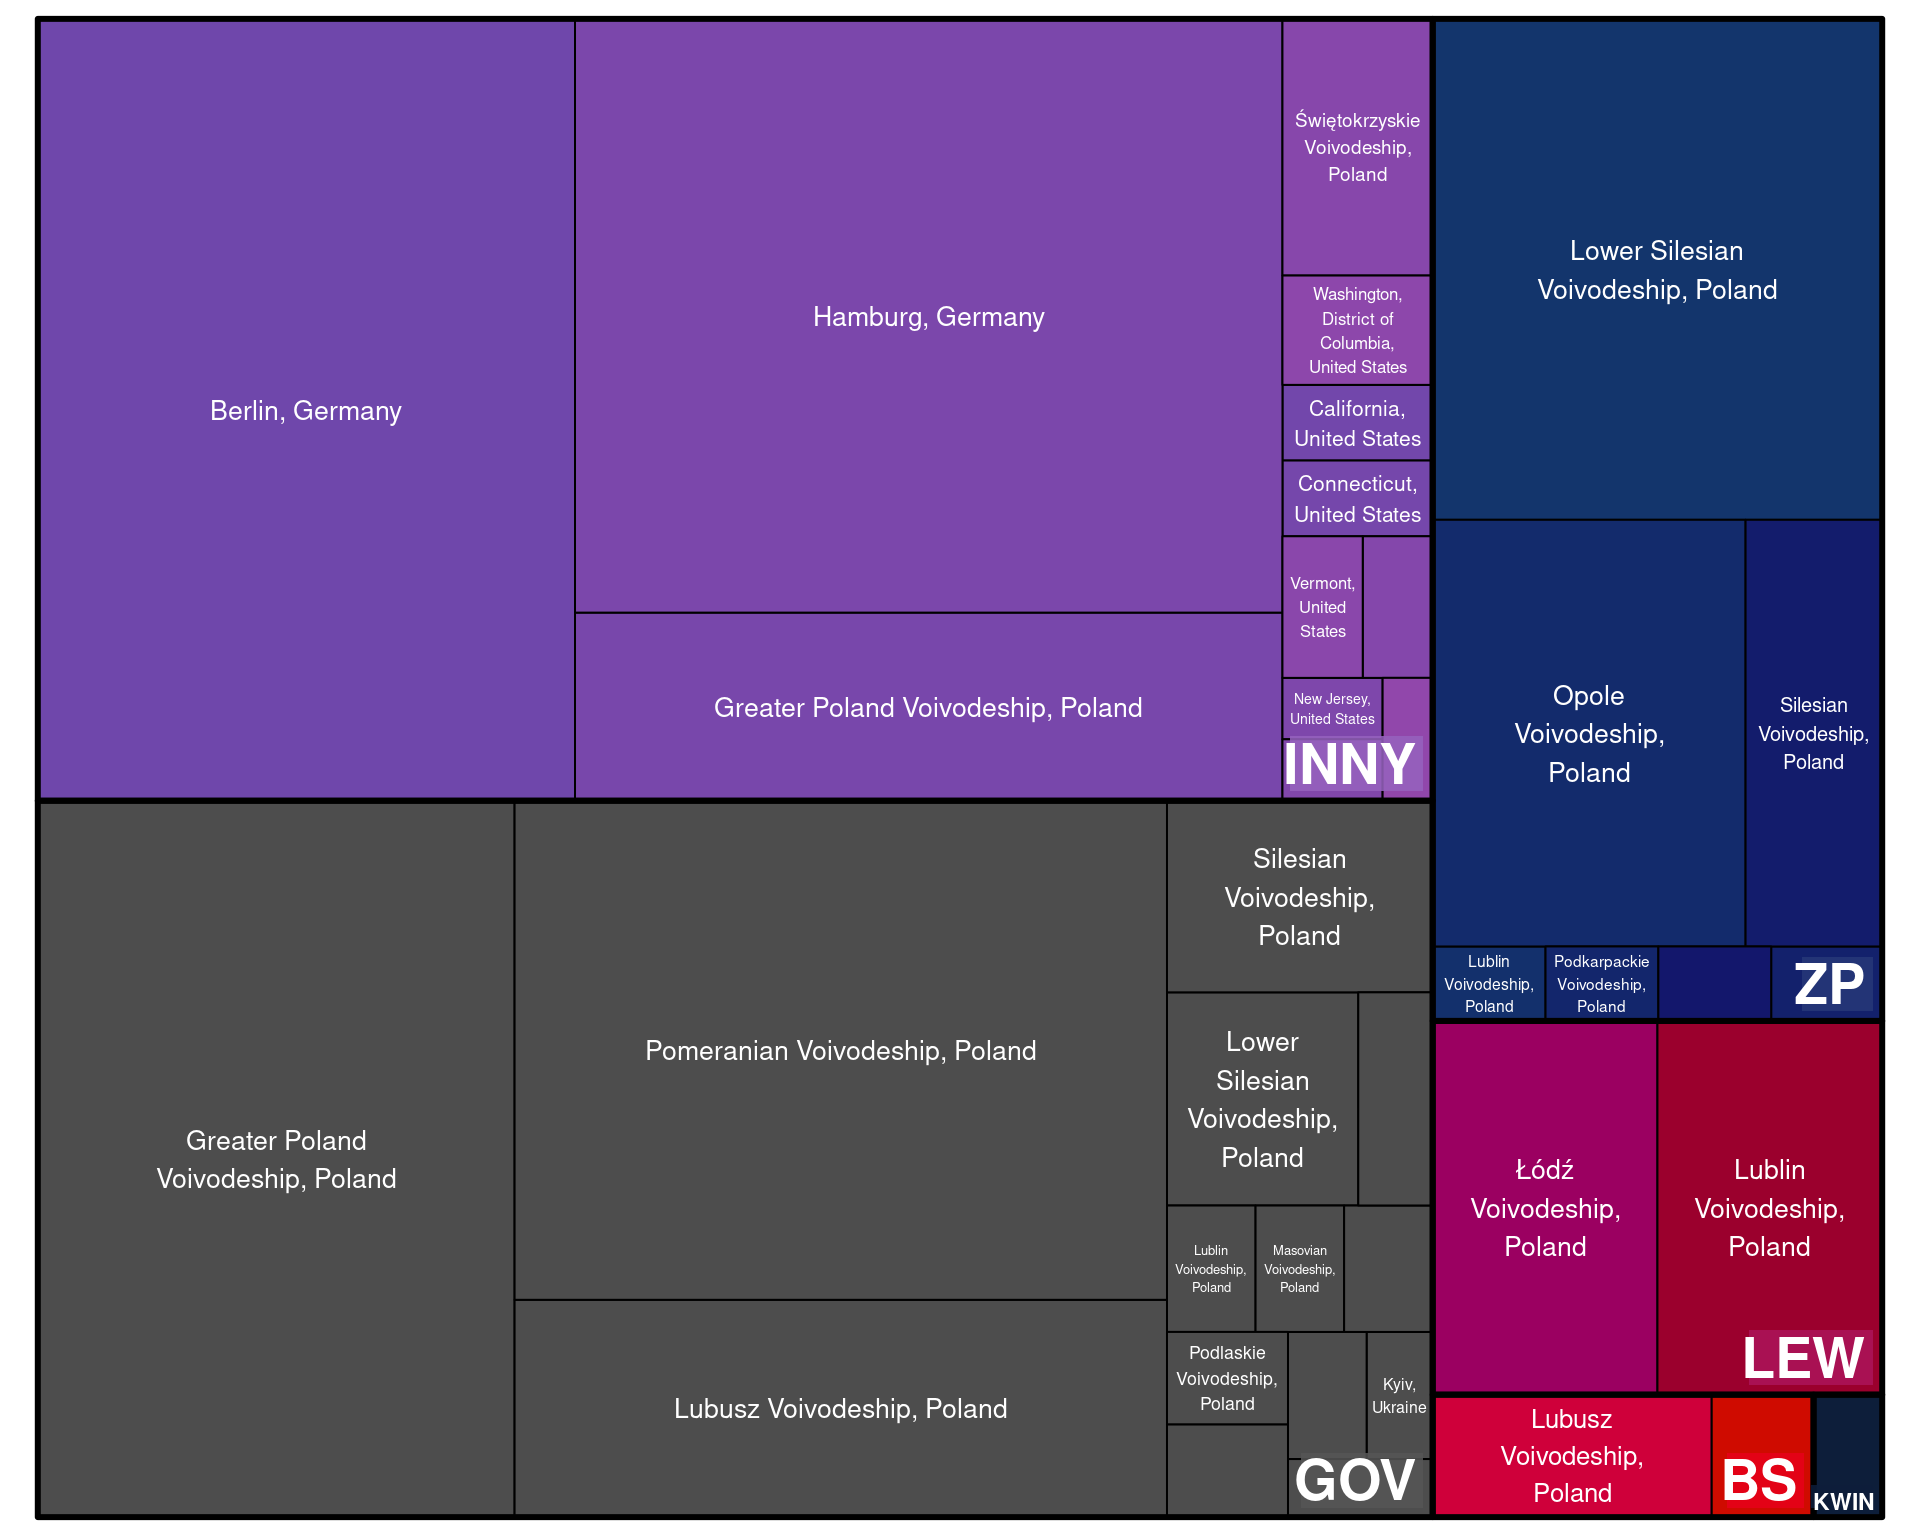 Berlin, Germany
Hamburg, Germany
Greater Poland Voivodeship, Poland
Świętokrzyskie
Voivodeship,
Poland
Washington,
District of
Columbia,
United States
California,
United States
Connecticut,
United States
Vermont,
United
States
New Jersey,
United States
INNY
Greater Poland
Voivodeship, Poland
Pomeranian Voivodeship, Poland
Lubusz Voivodeship, Poland
Silesian
Voivodeship,
Poland
Lower
Silesian
Voivodeship,
Poland
Lublin
Voivodeship,
Poland
Masovian
Voivodeship,
Poland
Podlaskie
Voivodeship,
Poland
Kyiv,
Ukraine
GOV
Lower Silesian
Voivodeship, Poland
Opole
Voivodeship,
Poland
Silesian
Voivodeship,
Poland
Lublin
Voivodeship,
Poland
Podkarpackie
Voivodeship,
Poland
ZP
Łódź
Voivodeship,
Poland
Lublin
Voivodeship,
Poland
LEW
Lubusz
Voivodeship,
Poland
BS
KWIN